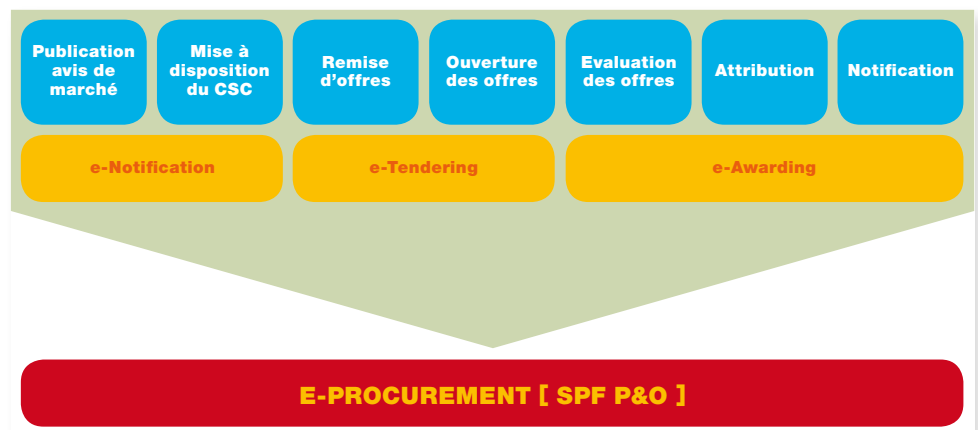 Publication
avis de
marché
Mise à
disposition
du CSC
Remise
d'offres
Ouverture
des offres
Evaluation
des offres
Attribution
Notification
e-Notification
e-Tendering
e-Awarding
E-PROCUREMENT [ SPF P&O ]